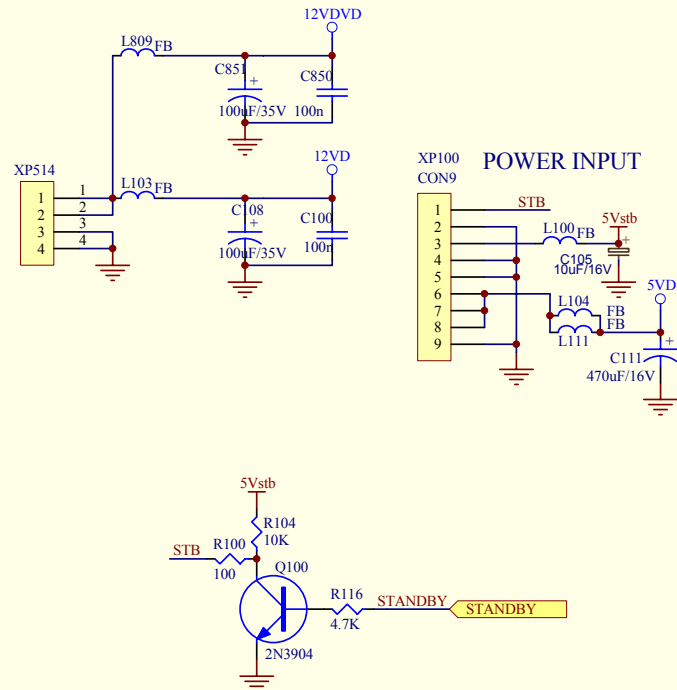 12VDVD
L809 FB
C851
+
C850
100uF/35V
100n
XP514
12VD
1 1
2 2
3 3
4 4
L103 FB
C108
+
C100
100uF/35V
100n
XP100
CON9
POWER INPUT
1
2
3
4
5
6
7
8
9
STB
L100 FB
5Vstb
+
C105
10uF/16V
L104
FB
FB
L111
5VD
+
C111
470uF/16V
5Vstb
R104
10K
STB
R100
100
Q100
2N3904
R116
4.7K
STANDBY
STANDBY